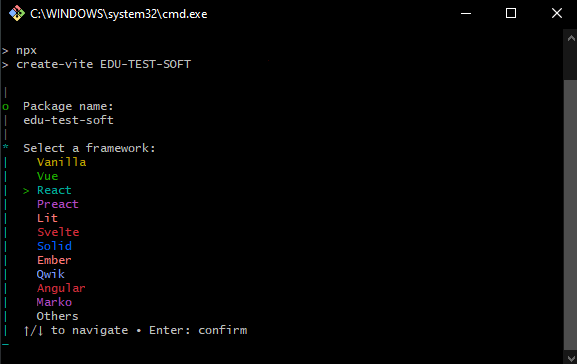 C:\WINDOWS\system32\cmd.exe
> npx
> create-vite EDU-TEST-SOFT
|
o Package name:
| edu-test-soft
|
* Select a framework:
| Vanilla
| Vue
| > React
| Preact
| Lit
| Svelte
| Solid
| Ember
| Qwik
| Angular
| Marko
| Others
| ↑/↓ to navigate • Enter: confirm
—